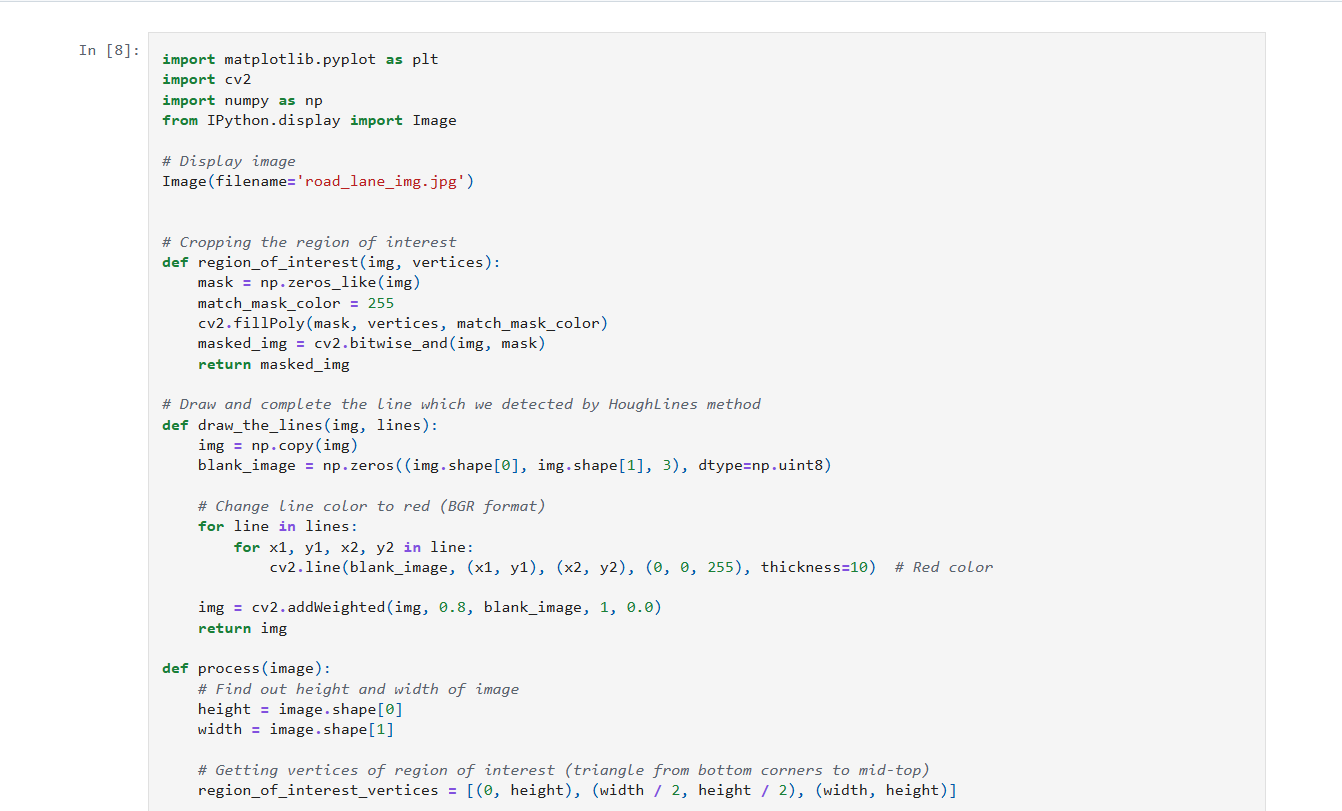 In [8]:
import matplotlib.pyplot as plt
import cv2
import numpy as np
from IPython.display import Image

# Display image
Image(filename='road_lane_img.jpg')


# Cropping the region of interest
def region_of_interest(img, vertices):
    mask = np.zeros_like(img)
    match_mask_color = 255
    cv2.fillPoly(mask, vertices, match_mask_color)
    masked_img = cv2.bitwise_and(img, mask)
    return masked_img

# Draw and complete the line which we detected by HoughLines method
def draw_the_lines(img, lines):
    img = np.copy(img)
    blank_image = np.zeros((img.shape[0], img.shape[1], 3), dtype=np.uint8)

    # Change line color to red (BGR format)
    for line in lines:
        for x1, y1, x2, y2 in line:
            cv2.line(blank_image, (x1, y1), (x2, y2), (0, 0, 255), thickness=10)  # Red color

    img = cv2.addWeighted(img, 0.8, blank_image, 1, 0.0)
    return img

def process(image):
    # Find out height and width of image
    height = image.shape[0]
    width = image.shape[1]

    # Getting vertices of region of interest (triangle from bottom corners to mid-top)
    region_of_interest_vertices = [(0, height), (width / 2, height / 2), (width, height)]